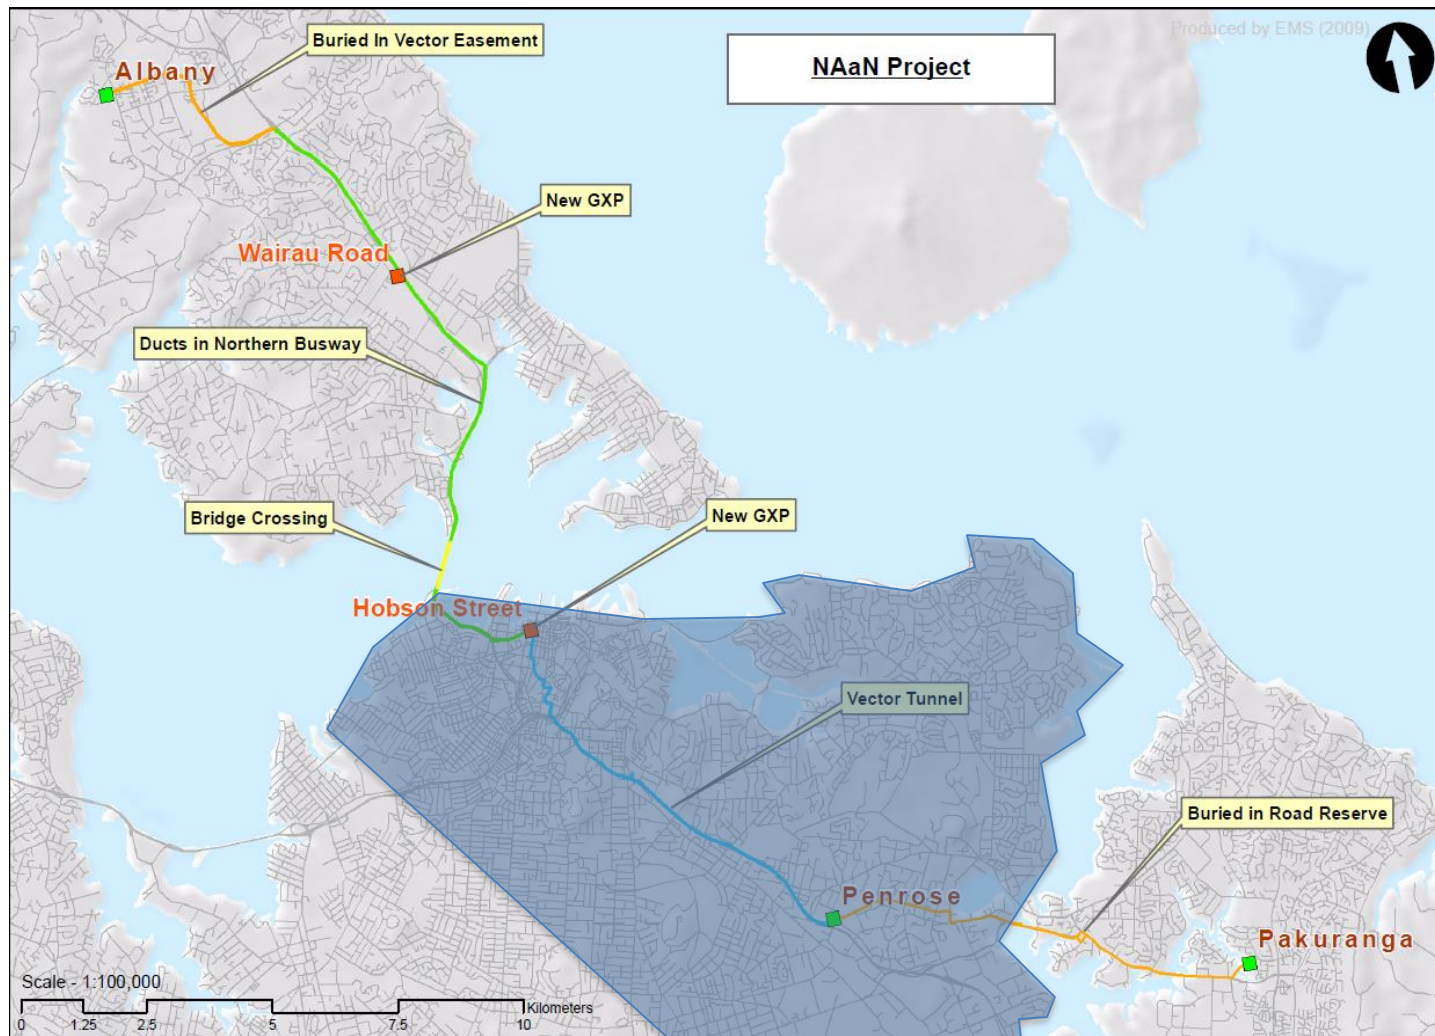 Produced by EMS (2009)
NAaN Project
Buried In Vector Easement
Albany
New GXP
Wairau Road
Ducts in Northern Busway
Bridge Crossing
New GXP
Hobson Street
Vector Tunnel
Buried in Road Reserve
Penrose
Pakuranga
Scale - 1:100,000
Kilometers
0 1.25 2.5 5 7.5 10